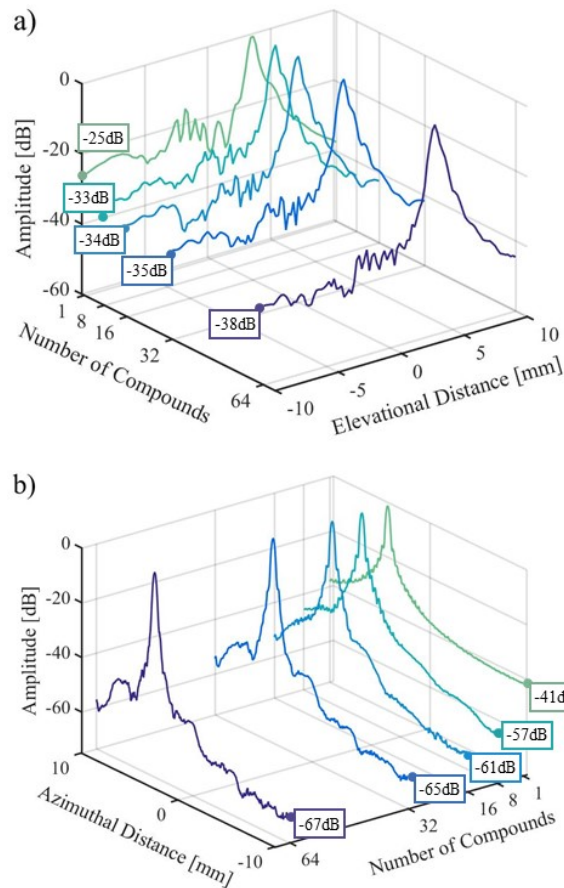 a)
0
-20
-40
-60
Amplitude [dB]
-25dB
-33dB
-34dB
-35dB
-38dB
1
8
16
32
64
Number of Compounds
-10
-5
0
5
10
Elevational Distance [mm]
b)
0
-20
-40
-60
Amplitude [dB]
-41d
-57dB
-61dB
-65dB
-67dB
10
0
-10
Azimuthal Distance [mm]
64
32
16
8
1
Number of Compounds